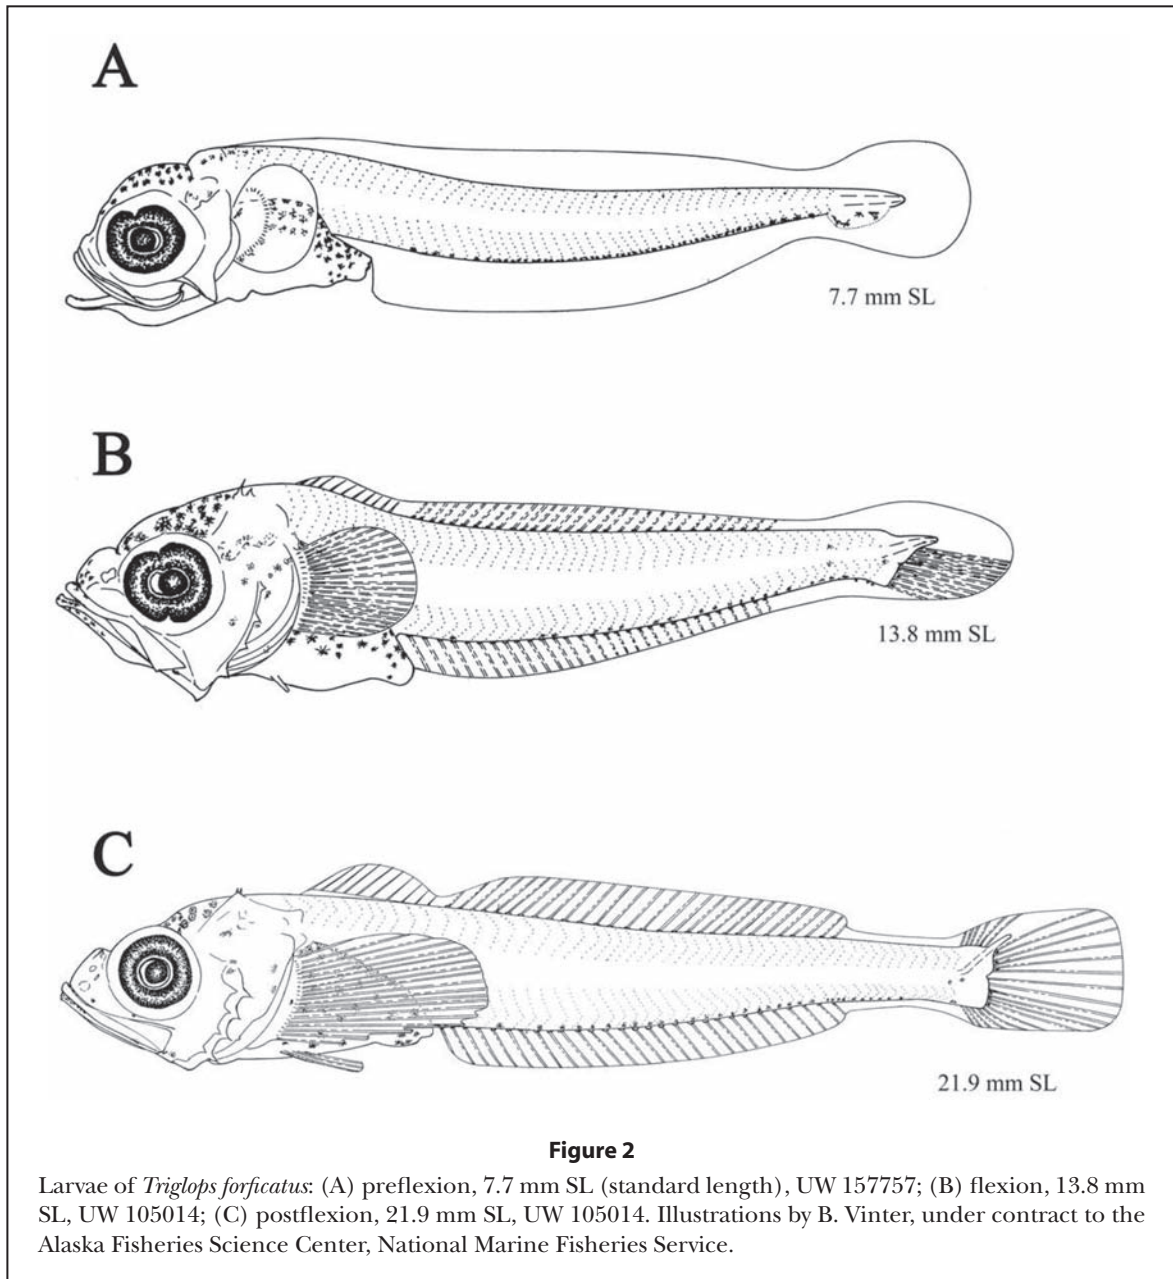 A
7.7 mm SL
B
13.8 mm SL
C
21.9 mm SL
Figure 2
Larvae of Triglops forficatus: (A) preflexion, 7.7 mm SL (standard length), UW 157757; (B) flexion, 13.8 mm
SL, UW 105014; (C) postflexion, 21.9 mm SL, UW 105014. Illustrations by B. Vinter, under contract to the
Alaska Fisheries Science Center, National Marine Fisheries Service.